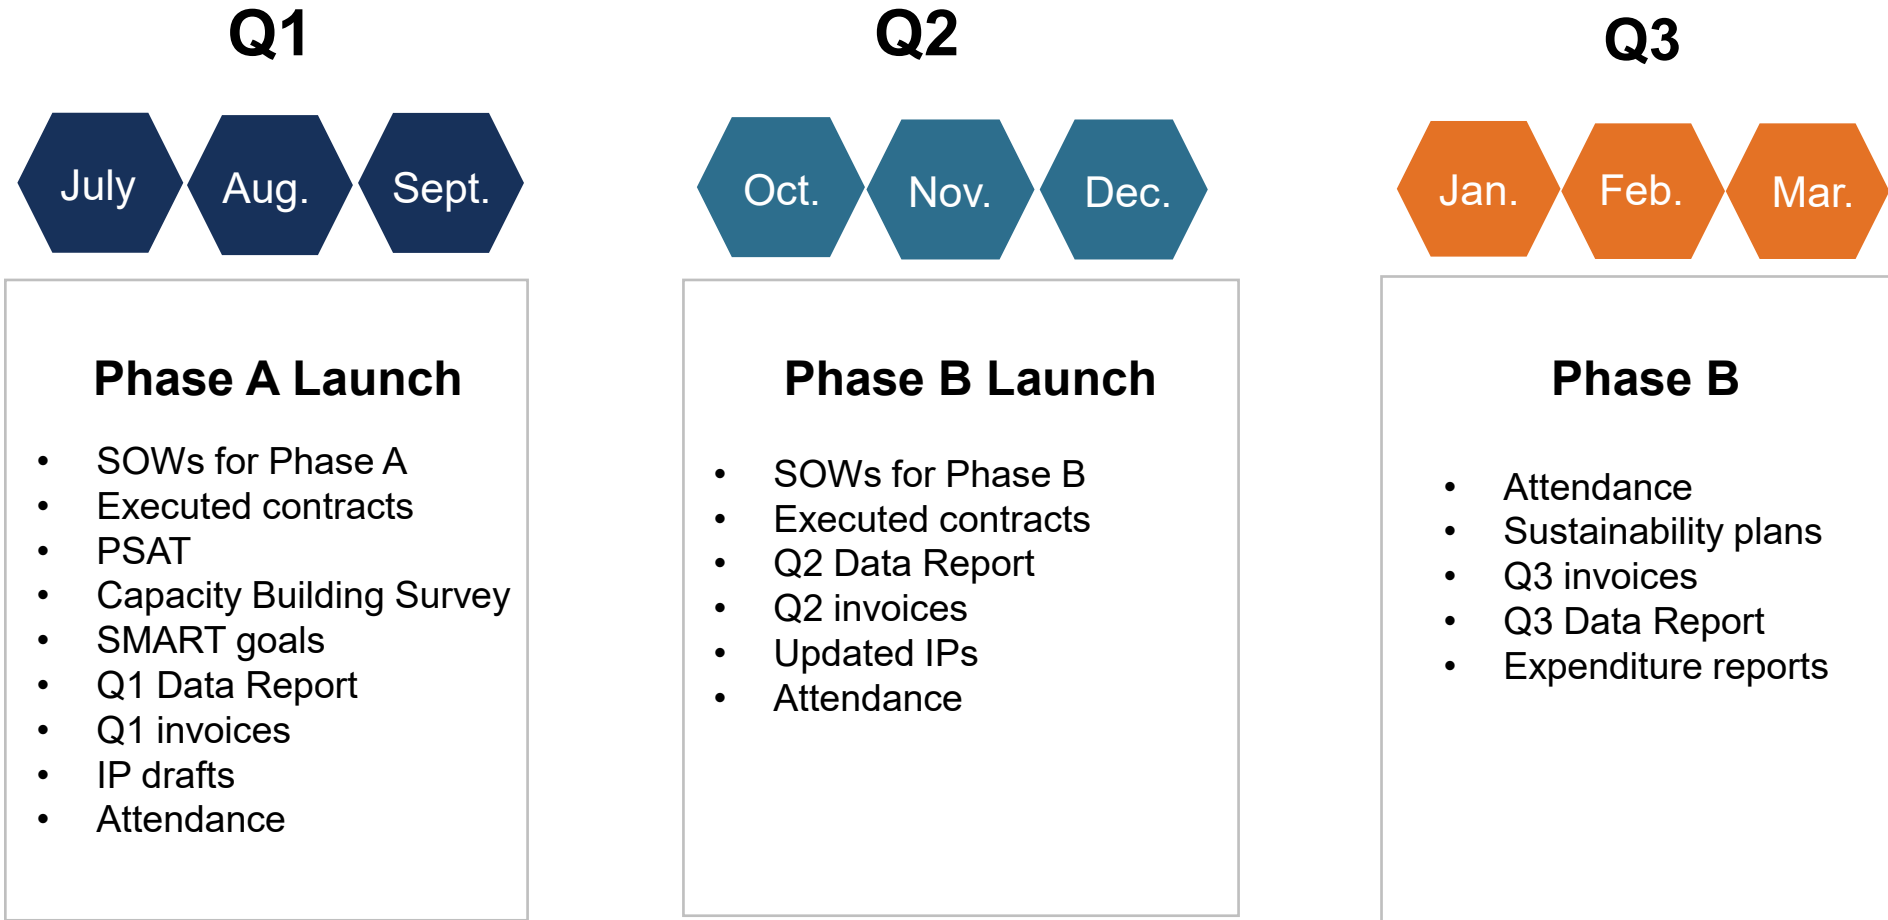 Q1
July
Aug.
Sept.
Phase A Launch
• SOWs for Phase A
• Executed contracts
• PSAT
• Capacity Building Survey
• SMART goals
• Q1 Data Report
• Q1 invoices
• IP drafts
• Attendance
Q2
Oct.
Nov.
Dec.
Phase B Launch
• SOWs for Phase B
• Executed contracts
• Q2 Data Report
• Q2 invoices
• Updated IPs
• Attendance
Q3
Jan.
Feb.
Mar.
Phase B
• Attendance
• Sustainability plans
• Q3 invoices
• Q3 Data Report
• Expenditure reports